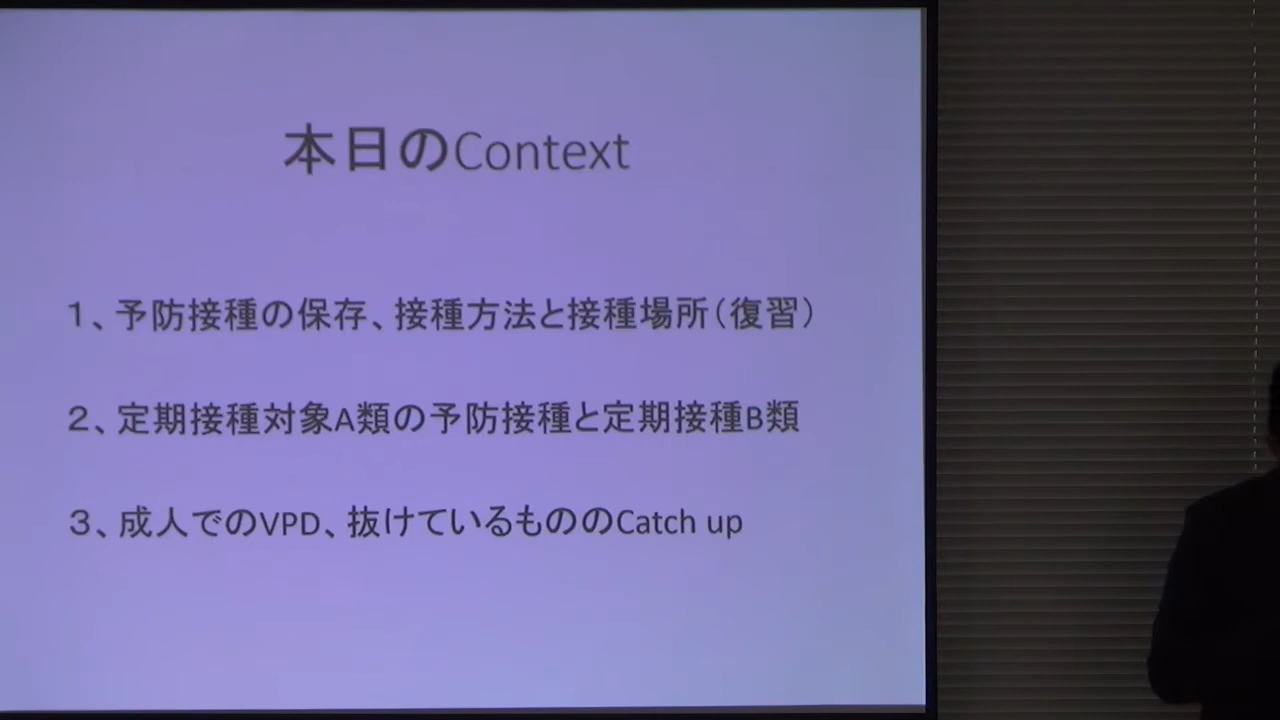 本日のContext
１、予防接種の保存、接種方法と接種場所（復習）
２、定期接種対象A類の予防接種と定期接種B類
３、成人でのVPD、抜けているもののCatch up